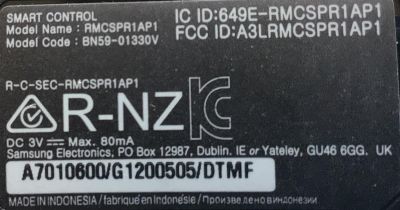 SMART CONTROL
Model Name : RMCSPR1AP1
Model Name : BN59-01330V
IC ID:649E-RMCSPR1AP1
FCC ID:A3LRMCSPR1AP1
R-C-SEC-RMCSPR1AP1
R-NZ
DC 3V⎓ Max. 80mA
Samsung Electronics, PO Box 12987, Dublin. IE or Yateley, GU46 6GG. UK
A7010600/G1200505/DTMF
MADE IN INDONESIA / fabriqué en Indonésie / Произведено в Индонезии